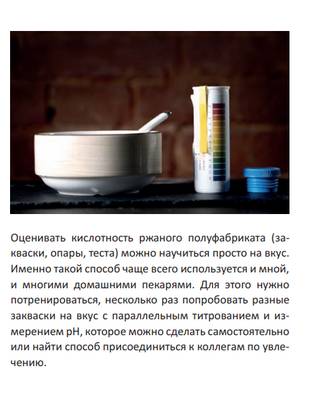 Оценивать кислотность ржаного полуфабриката (за-
кваски, опары, теста) можно научиться просто на вкус.
Именно такой способ чаще всего используется и мной,
и многими домашними пекарями. Для этого нужно
потренироваться, несколько раз попробовать разные
закваски на вкус с параллельным титрованием и из-
мерением pH, которое можно сделать самостоятельно
или найти способ присоединиться к коллегам по увле-
чению.